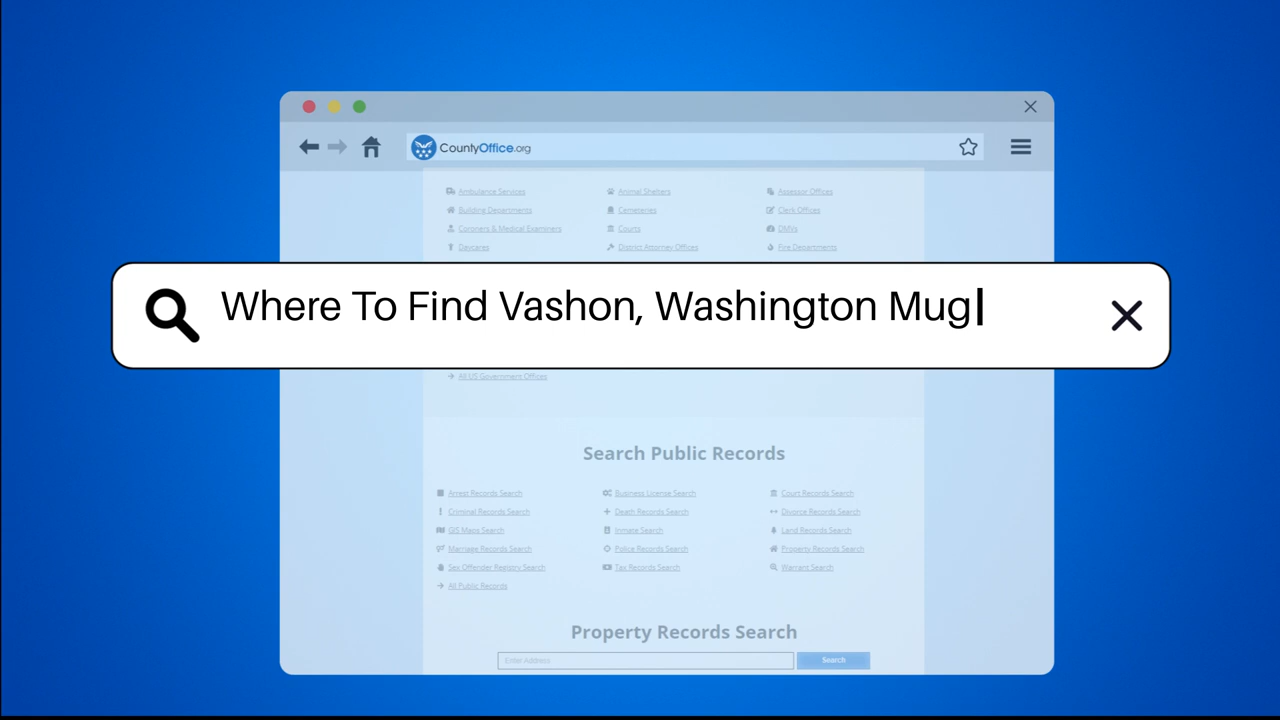 CountyOffice.org
Ambulance Services Animal Shelters Assessor Offices
Building Departments Cemeteries Clerk Offices
Coroners & Medical Examiners Courts DMVs
Daycares District Attorney Offices Fire Departments
Where To Find Vashon, Washington Mug
All US Government Offices
Search Public Records
Arrest Records Search Business License Search Court Records Search
Criminal Records Search Death Records Search Divorce Records Search
GIS Maps Search Inmate Search Land Records Search
Marriage Records Search Police Records Search Property Records Search
Sex Offender Registry Search Tax Records Search Warrant Search
All Public Records
Property Records Search
Enter Address Search